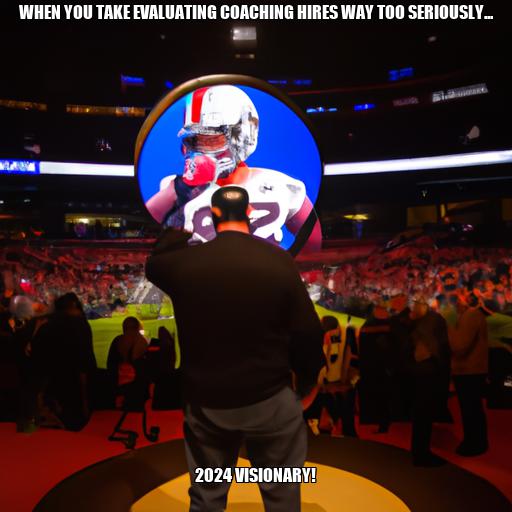 WHEN YOU TAKE EVALUATING COACHING HIRES WAY TOO SERIOUSLY...
2024 VISIONARY!